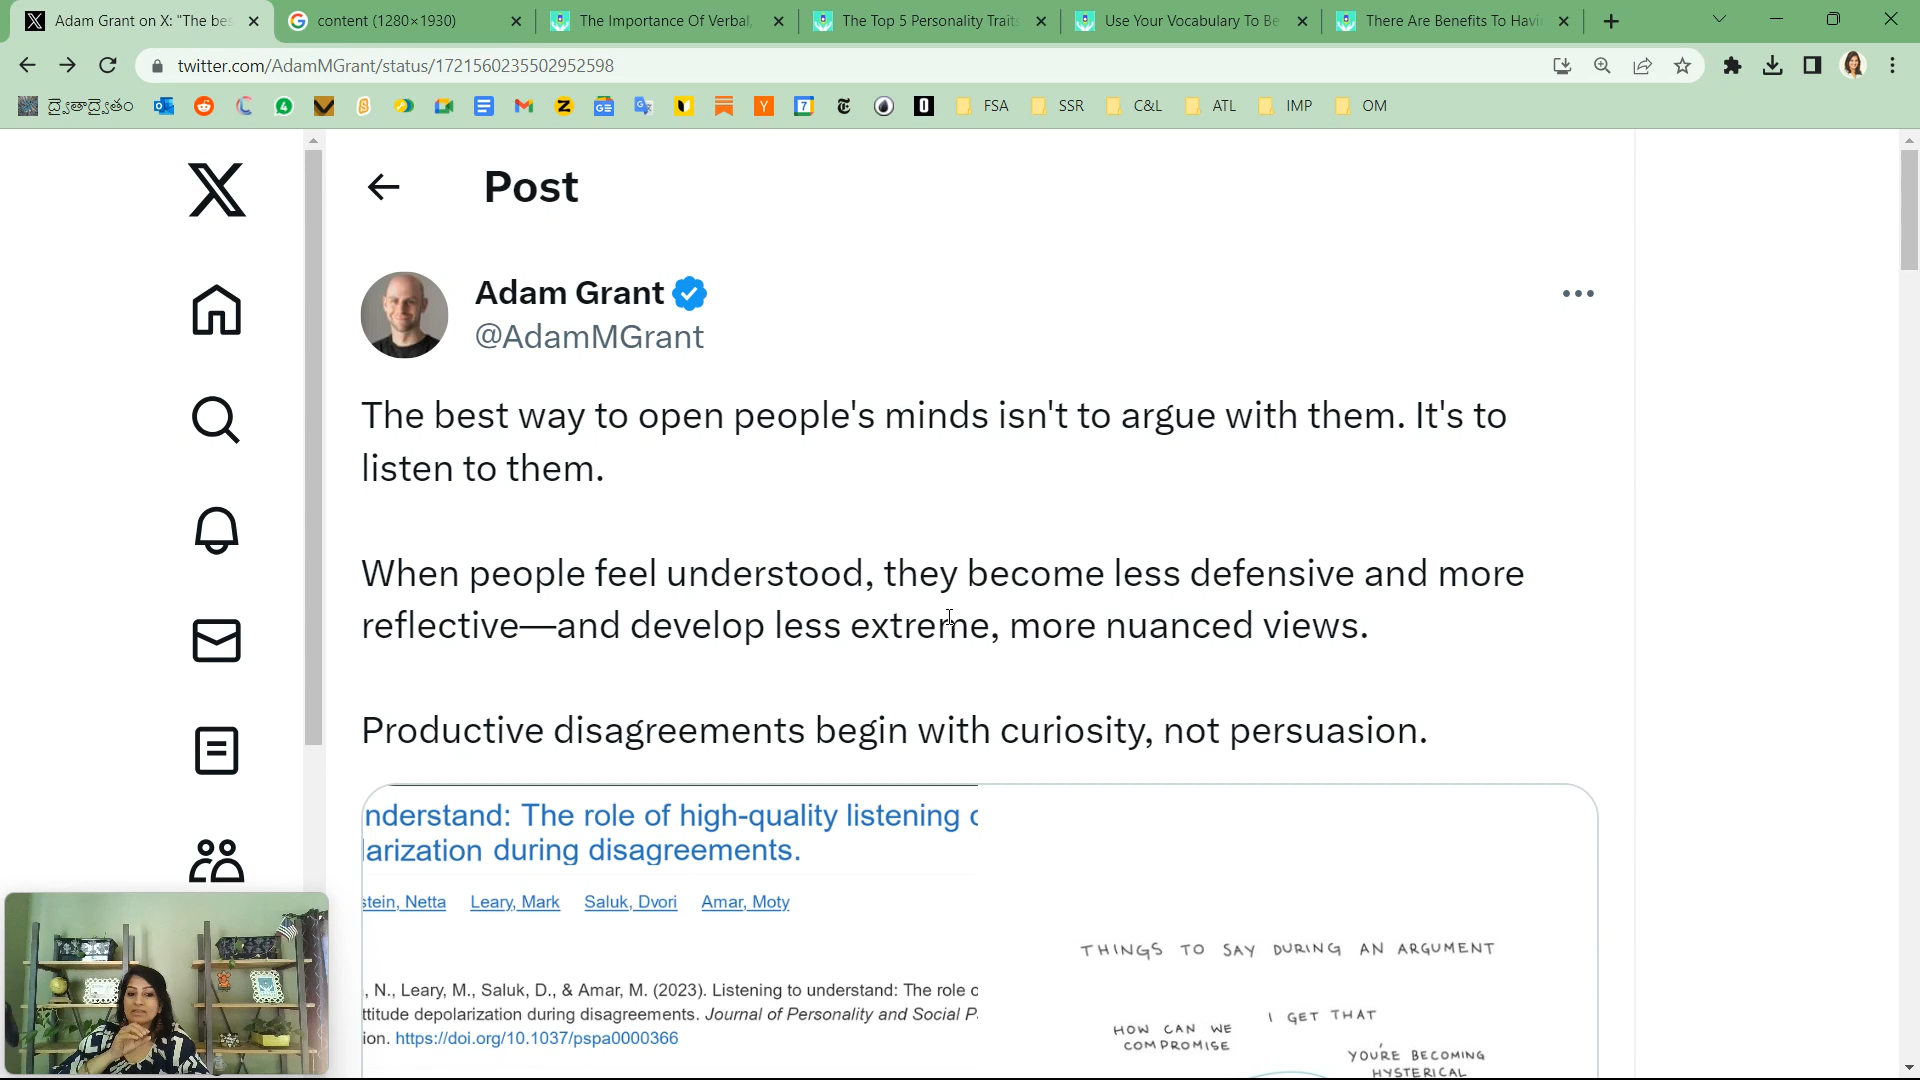 Adam Grant on X: "The bes
content (1280×1930)
The Importance Of Verbal,
The Top 5 Personality Traits
Use Your Vocabulary To Be
There Are Benefits To Havi
twitter.com/AdamMGrant/status/1721560235502952598
ద్వైతాద్వైతం
FSA
SSR
C&L
ATL
IMP
OM
Post
Adam Grant
@AdamMGrant
The best way to open people's minds isn't to argue with them. It's to
listen to them.
When people feel understood, they become less defensive and more
reflective—and develop less extreme, more nuanced views.
Productive disagreements begin with curiosity, not persuasion.
nderstand: The role of high-quality listening
larization during disagreements.
stein, Netta Leary, Mark Saluk, Dvori Amar, Moty
, N., Leary, M., Saluk, D., & Amar, M. (2023). Listening to understand: The role
ttitude depolarization during disagreements. Journal of Personality and Social P
ion. https://doi.org/10.1037/pspa0000366
THINGS TO SAY DURING AN ARGUMENT
I GET THAT
HOW CAN WE
COMPROMISE
YOU'RE BECOMING
HYSTERICAL